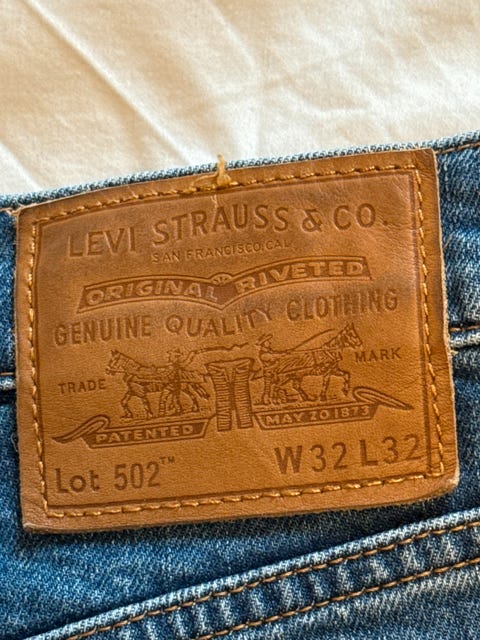 LEVI STRAUSS & CO.
SAN FRANCISCO, CAL.
ORIGINAL RIVETED
GENUINE QUALITY CLOTHING
TRADE MARK
PATENTED MAY 20 1873
Lot 502™ W32 L32